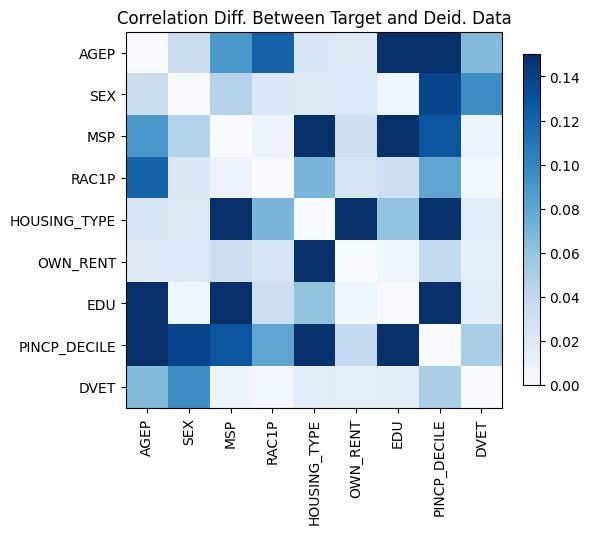 Correlation Diff. Between Target and Deid. Data
AGEP
SEX
MSP
RAC1P
HOUSING_TYPE
OWN_RENT
EDU
PINCP_DECILE
DVET
AGEP
SEX
MSP
RAC1P
HOUSING_TYPE
OWN_RENT
EDU
PINCP_DECILE
DVET
0.14
0.12
0.10
0.08
0.06
0.04
0.02
0.00